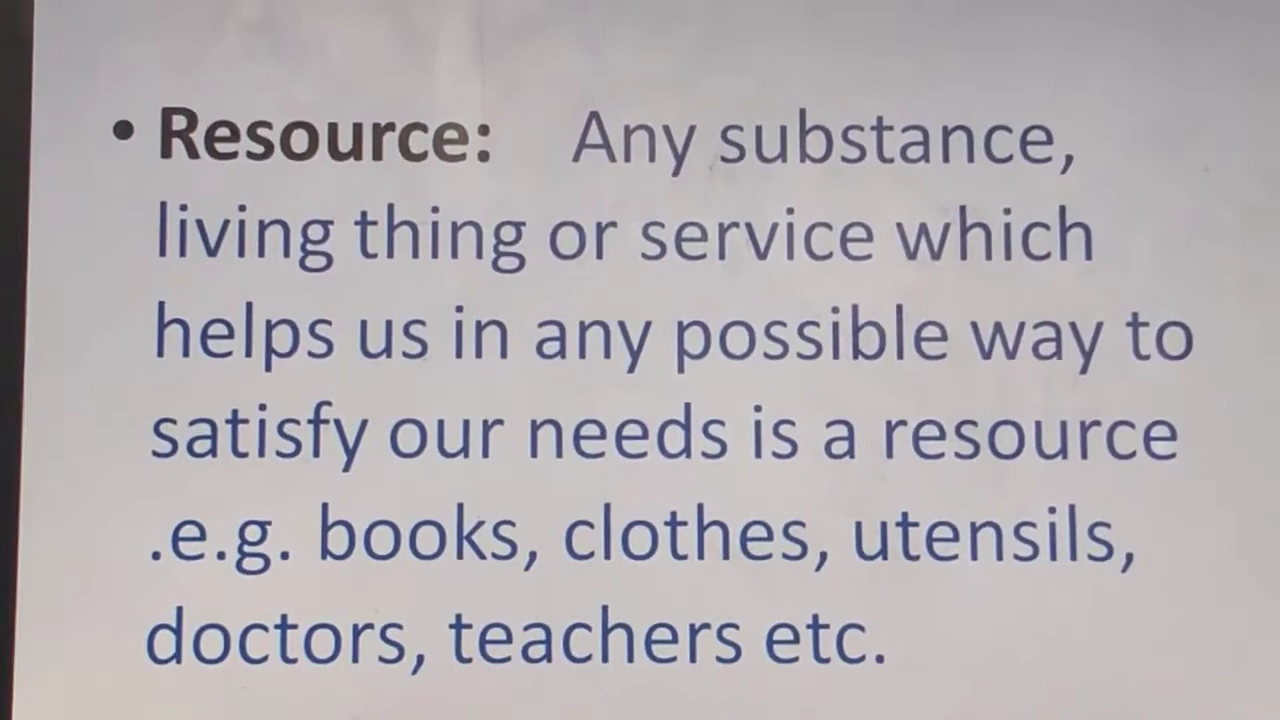 • Resource: Any substance,
living thing or service which
helps us in any possible way to
satisfy our needs is a resource
.e.g. books, clothes, utensils,
doctors, teachers etc.